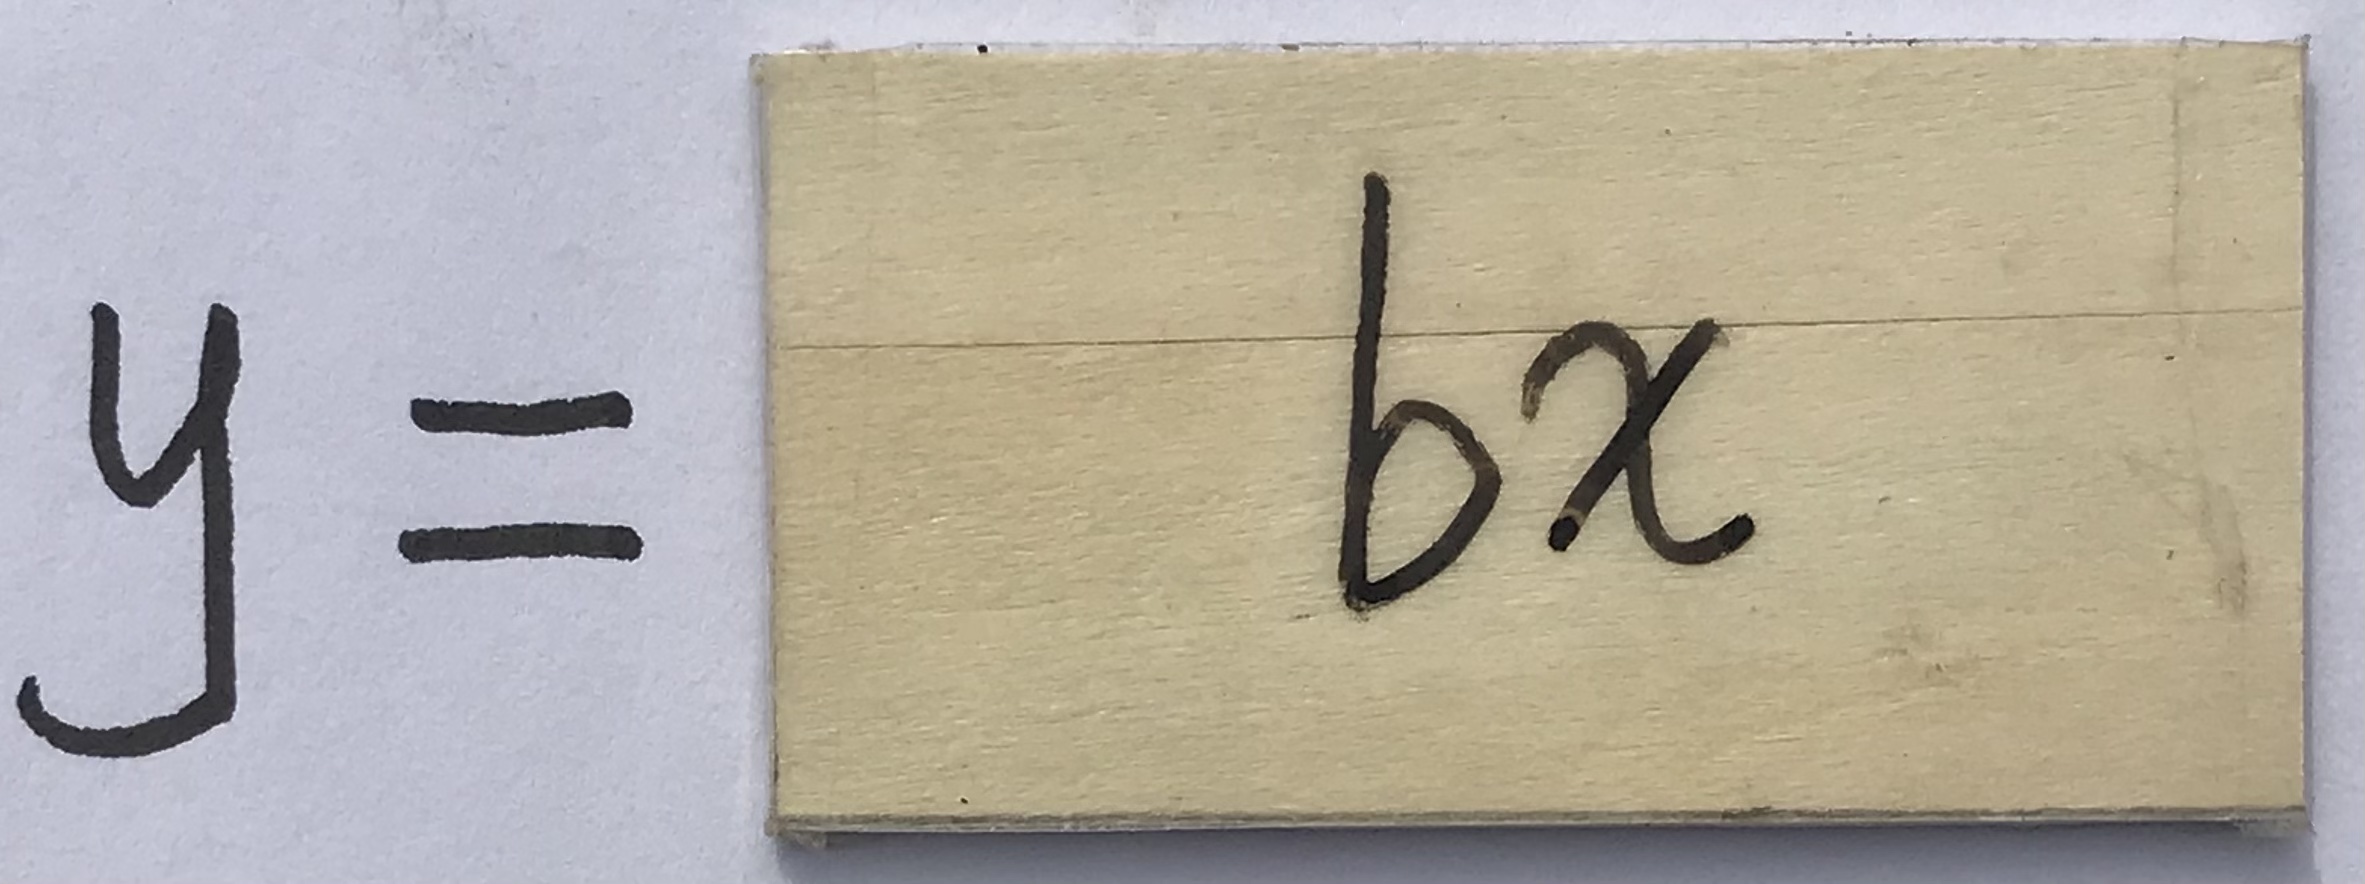 y = bx